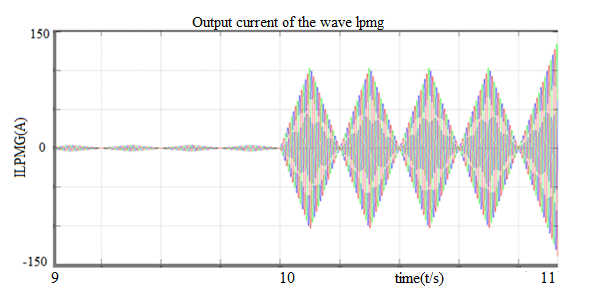 Output current of the wave lpmg
150
ILPMG(A)
0
-150
9
10
time(t/s)
11